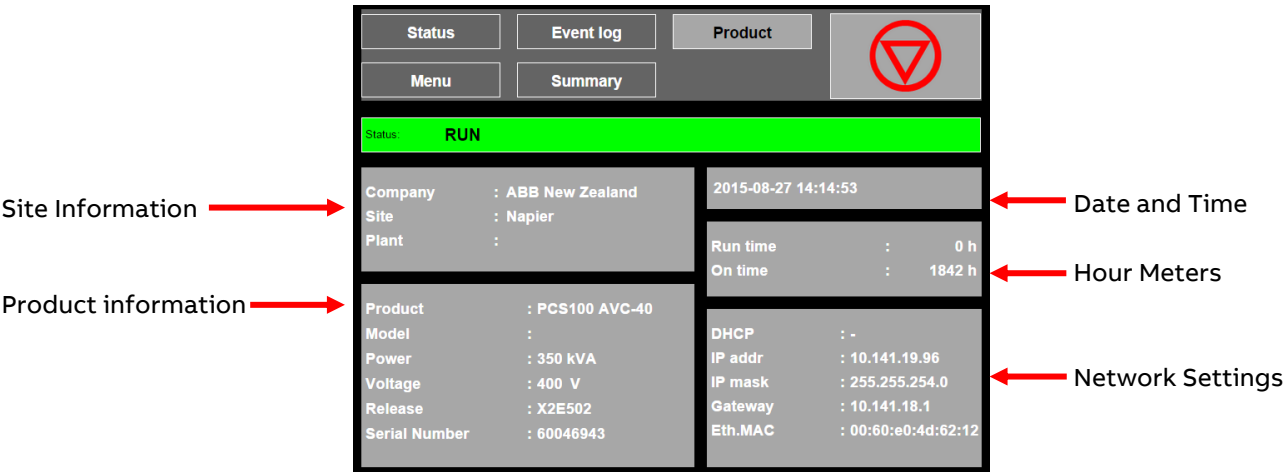 Status Event log Product
Menu Summary
Status: RUN
Site Information
Company : ABB New Zealand
Site : Napier
Plant :
2015-08-27 14:14:53
Date and Time
Run time : 0 h
On time : 1842 h
Hour Meters
Product information
Product : PCS100 AVC-40
Model :
Power : 350 kVA
Voltage : 400 V
Release : X2E502
Serial Number : 60046943
DHCP : -
IP addr : 10.141.19.96
IP mask : 255.255.254.0
Gateway : 10.141.18.1
Eth.MAC : 00:60:e0:4d:62:12
Network Settings